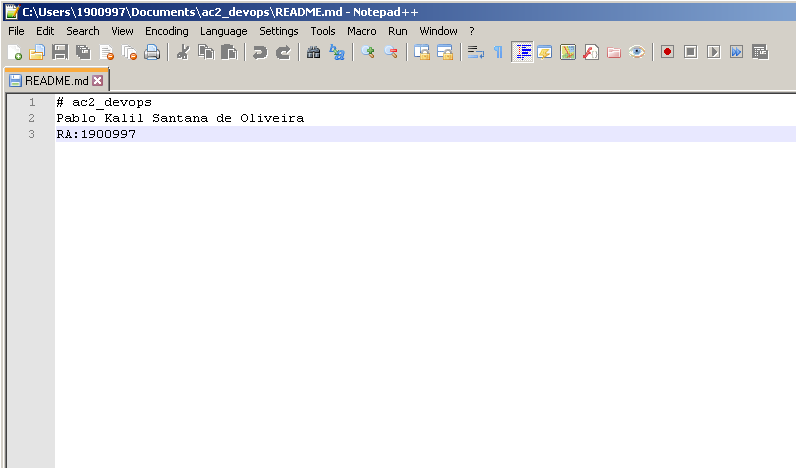 C:\Users\1900997\Documents\ac2_devops\README.md - Notepad++
File Edit Search View Encoding Language Settings Tools Macro Run Window ?
README.md
1 # ac2_devops
2 Pablo Kalil Santana de Oliveira
3 RA:1900997